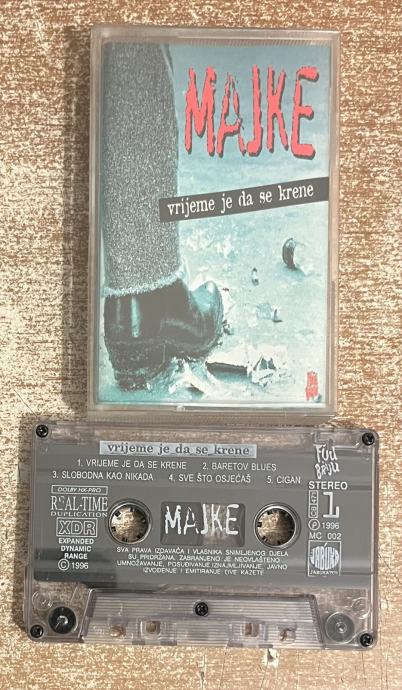 MAJKE
vrijeme je da se krene
vrijeme je da se krene
1. VRIJEME JE DA SE KRENE 2. BARETOV BLUES
3. SLOBODNA KAO NIKADA 4. SVE ŠTO OSJEĆAŠ 5. CIGAN
DOLBY HX-PRO
REAL-TIME
DUPLICATION
XDR
EXPANDED
DYNAMIC
RANGE
©1996
MAJKE
STEREO
1
Ⓟ 1996
MC 002
JABUKA
SVA PRAVA IZDAVAČA I VLASNIKA SNIMLJENOG DJELA
SU PRIDRŽANA. ZABRANJENO JE NEOVLAŠTENO
UMNOŽAVANJE, POSUĐIVANJE, IZNAJMLJIVANJE, JAVNO
IZVOĐENJE I EMITIRANJE OVE KAZETE